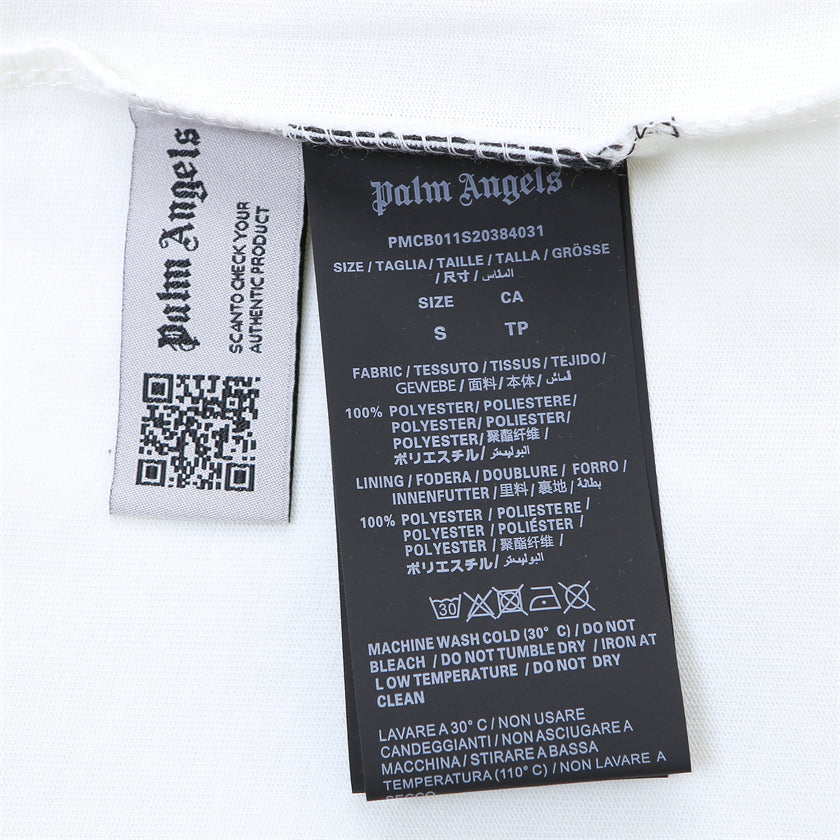 Palm Angels
SCANTO CHECK YOUR
AUTHENTIC PRODUCT
Palm Angels
PMCB011S20384031
SIZE / TAGLIA / TAILLE / TALLA / GRÖSSE
/ 尺寸 / المقاس
SIZE CA
S TP
FABRIC / TESSUTO / TISSUS / TEJIDO/
GEWEBE / 面料 / 本体 / قماش
100% POLYESTER/ POLIESTERE/
POLYESTER/ POLIESTER/
POLYESTER/聚酯纤维/
ポリエスチル/ البوليستر
LINING / FODERA / DOUBLURE / FORRO /
INNENFUTTER / 里料 / 裏地 / بطانة
100% POLYESTER / POLIESTERE /
POLYESTER / POLIÉSTER /
POLYESTER / 聚酯纤维 /
ポリエスチル / البوليستر
30
MACHINE WASH COLD (30° C) / DO NOT
BLEACH / DO NOT TUMBLE DRY / IRON AT
LOW TEMPERATURE / DO NOT DRY
CLEAN
LAVARE A 30° C / NON USARE
CANDEGGIANTI / NON ASCIUGARE A
MACCHINA / STIRARE A BASSA
TEMPERATURA (110° C) / NON LAVARE A